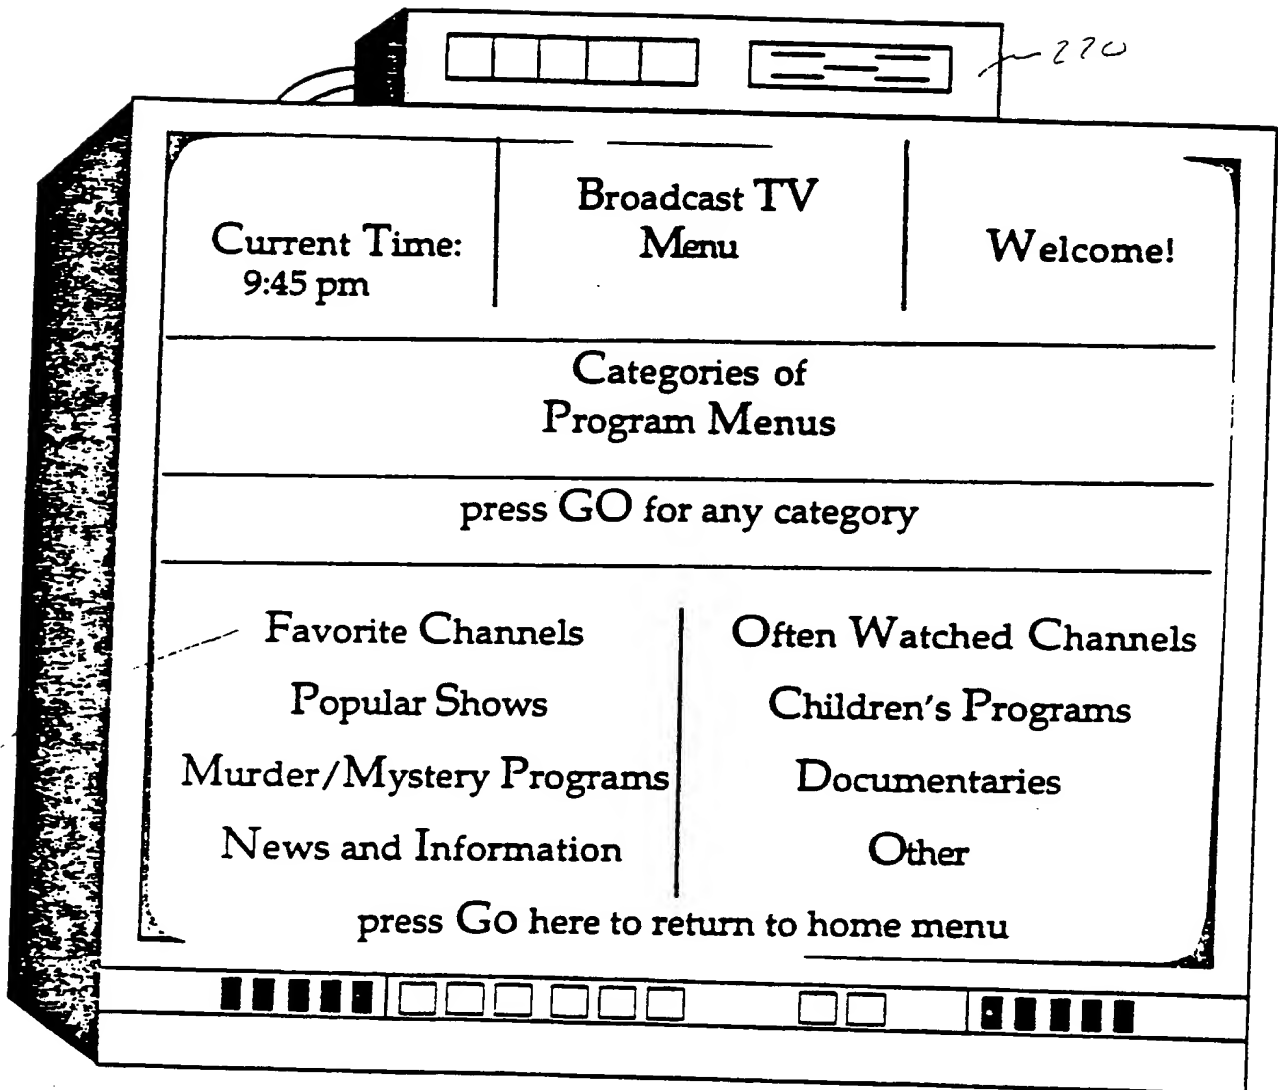 220
Broadcast TV
Menu
Current Time:
9:45 pm
Welcome!
Categories of
Program Menus
press GO for any category
Favorite Channels
Often Watched Channels
Popular Shows
Children's Programs
Murder/Mystery Programs
Documentaries
News and Information
Other
press Go here to return to home menu